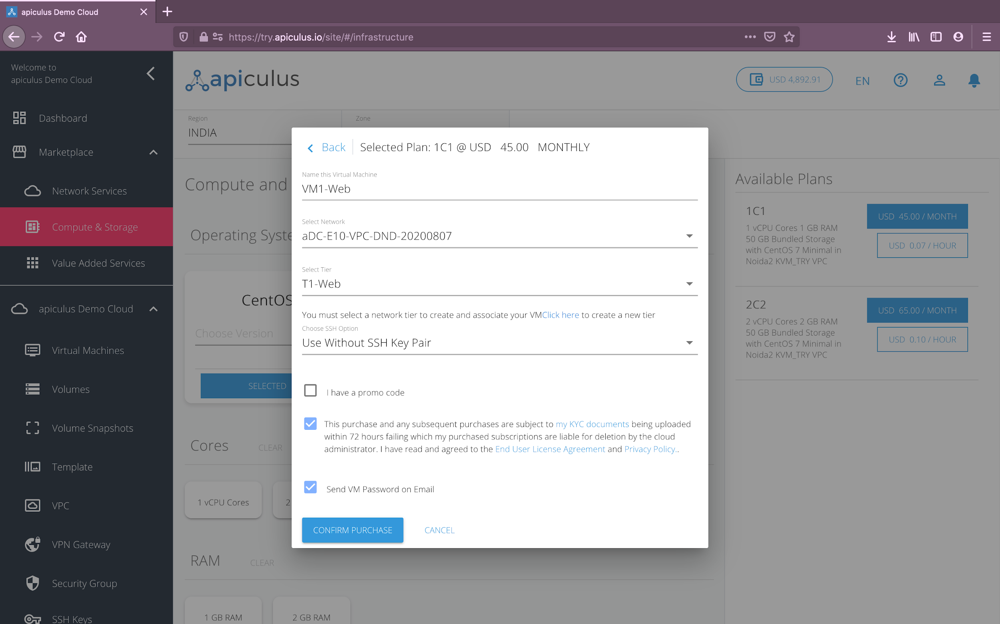 apiculus Demo Cloud
https://try.apiculus.io/site/#/infrastructure
Welcome to
apiculus Demo Cloud
Dashboard
Marketplace
Network Services
Compute & Storage
Value Added Services
apiculus Demo Cloud
Virtual Machines
Volumes
Volume Snapshots
Template
VPC
VPN Gateway
Security Group
SSH Keys
apiculus
USD 4,892.91
EN
Region
INDIA
Zone
Compute and
Operating Syste
CentOS
Choose Version
SELECTED
Cores CLEAR
1 vCPU Cores
2
RAM CLEAR
1 GB RAM
2 GB RAM
Back
Selected Plan: 1C1 @ USD 45.00 MONTHLY
Name this Virtual Machine
VM1-Web
Select Network
aDC-E10-VPC-DND-20200807
Select Tier
T1-Web
You must select a network tier to create and associate your VMClick here to create a new tier
Choose SSH Option
Use Without SSH Key Pair
I have a promo code
This purchase and any subsequent purchases are subject to my KYC documents being uploaded
within 72 hours failing which my purchased subscriptions are liable for deletion by the cloud
administrator. I have read and agreed to the End User License Agreement and Privacy Policy..
Send VM Password on Email
CONFIRM PURCHASE
CANCEL
Available Plans
1C1
1 vCPU Cores 1 GB RAM
50 GB Bundled Storage
with CentOS 7 Minimal in
Noida2 KVM_TRY VPC
USD 45.00 / MONTH
USD 0.07 / HOUR
2C2
2 vCPU Cores 2 GB RAM
50 GB Bundled Storage
with CentOS 7 Minimal in
Noida2 KVM_TRY VPC
USD 65.00 / MONTH
USD 0.10 / HOUR